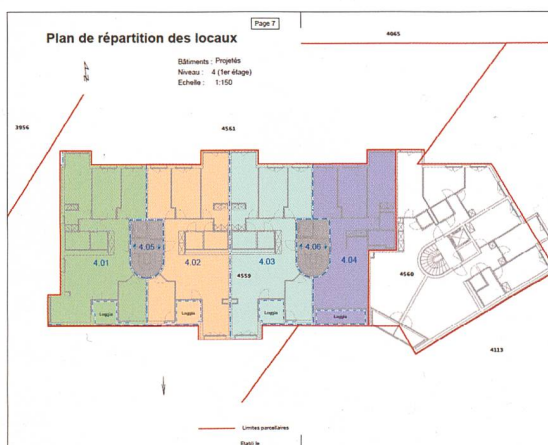 Page 7
Plan de répartition des locaux
4065
Bâtiments : Projetés
Niveau : 4 (1er étage)
Echelle : 1:150
3956
4561
4.05
4.06
4.01
4.02
4.03
4.04
4559
4560
Loggia
Loggia
Loggia
Loggia
4113
Limites parcellaires
Etabli le